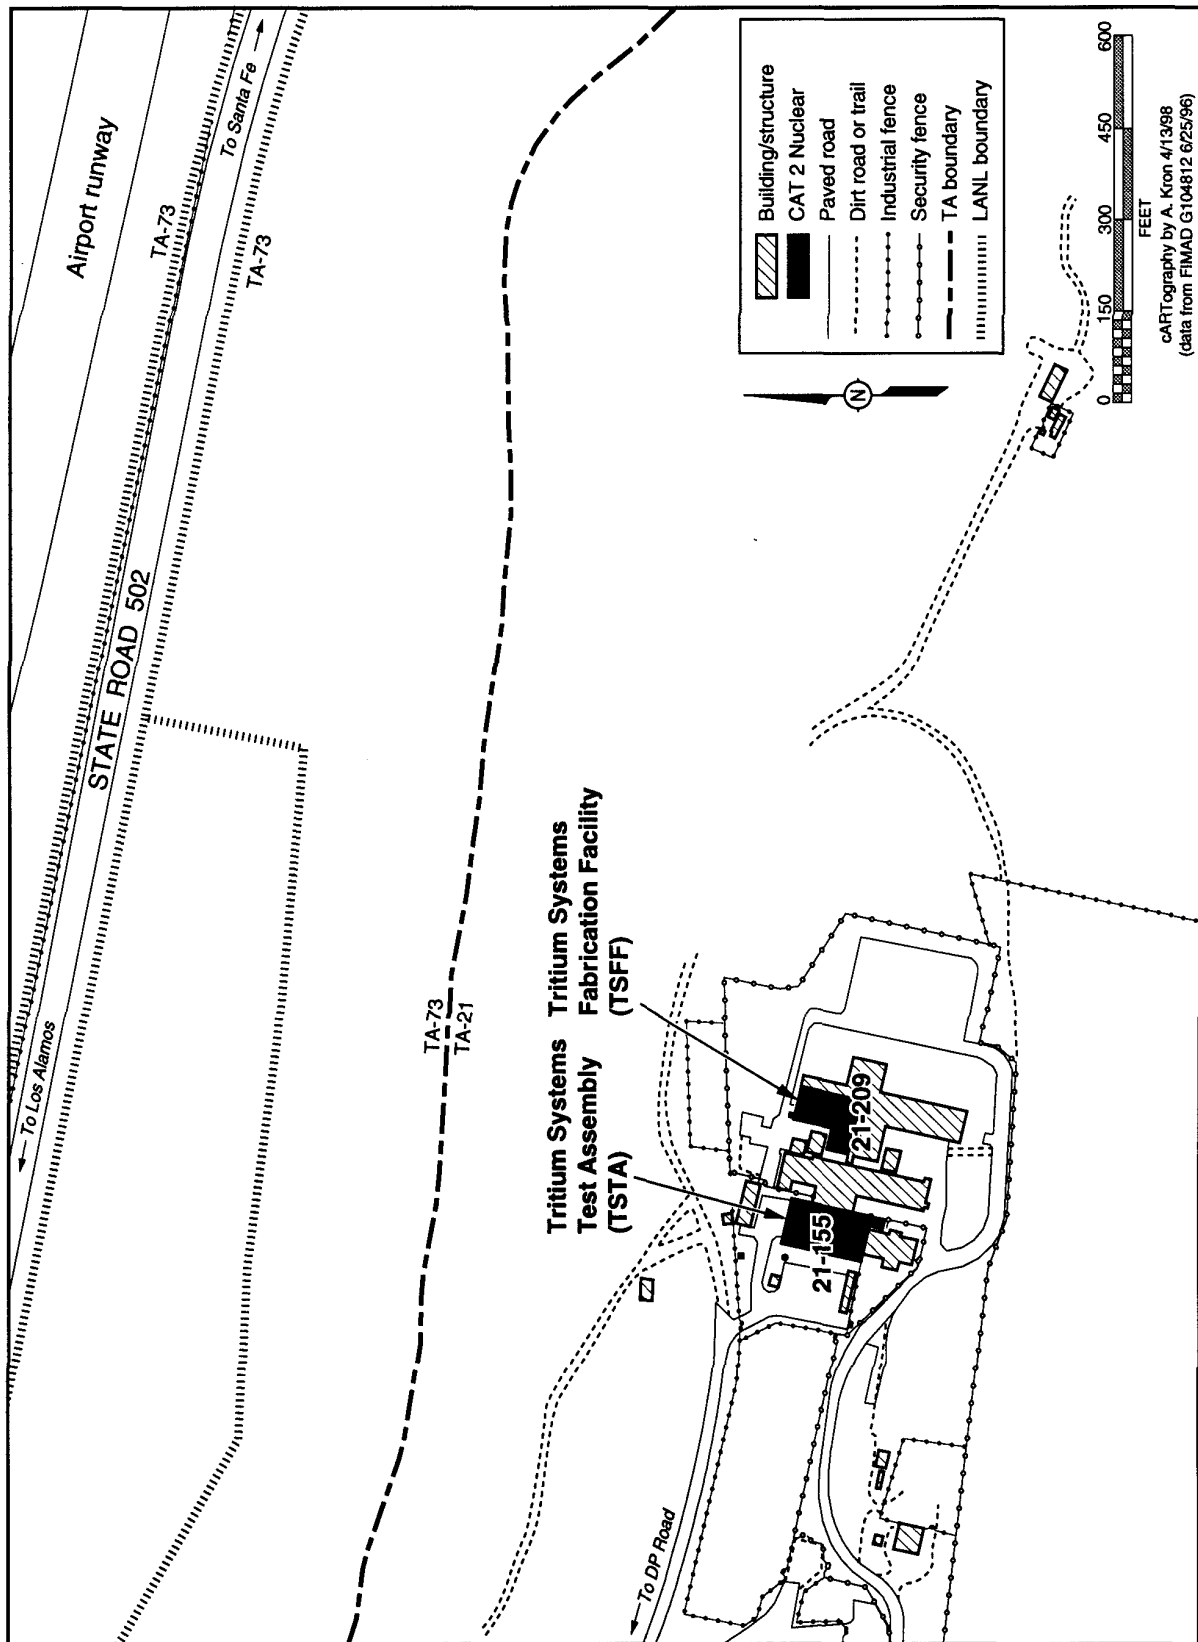 Airport runway
TA-73
To Santa Fe →
TA-73
STATE ROAD 502
← To Los Alamos
TA-73
TA-21
Tritium Systems
Test Assembly
(TSTA)
Tritium Systems
Fabrication Facility
(TSFF)
21-155
21-209
← To DP Road
Building/structure
CAT 2 Nuclear
Paved road
Dirt road or trail
Industrial fence
Security fence
TA boundary
LANL boundary
N
0 150 300 450 600
FEET
cARTography by A. Kron 4/13/98
(data from FIMAD G104812 6/25/96)